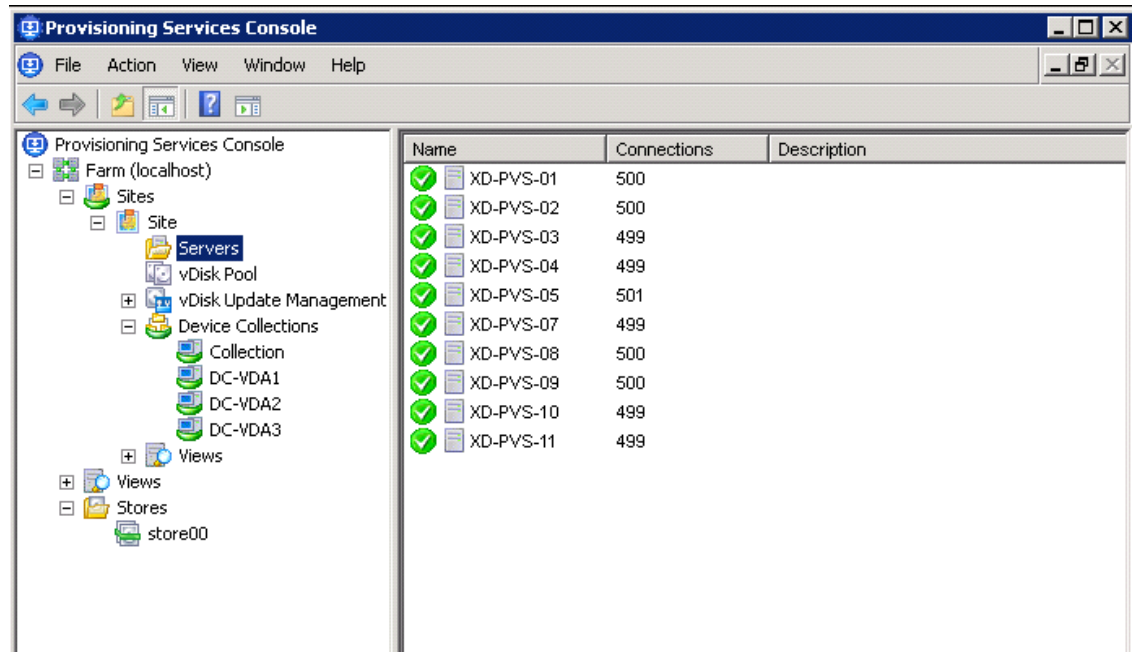 Provisioning Services Console
File Action View Window Help
Provisioning Services Console
Farm (localhost)
Sites
Site
Servers
vDisk Pool
vDisk Update Management
Device Collections
Collection
DC-VDA1
DC-VDA2
DC-VDA3
Views
Views
Stores
store00
Name Connections Description
XD-PVS-01 500
XD-PVS-02 500
XD-PVS-03 499
XD-PVS-04 499
XD-PVS-05 501
XD-PVS-07 499
XD-PVS-08 500
XD-PVS-09 500
XD-PVS-10 499
XD-PVS-11 499